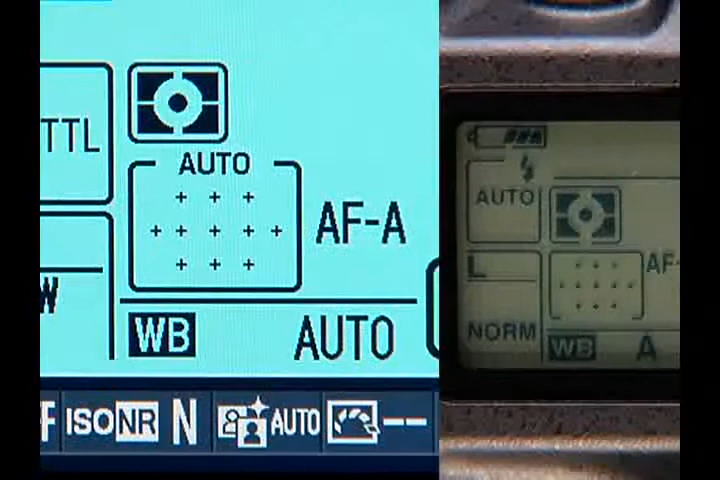 TTL
AUTO
AF-A
WB AUTO
ISO NR N AUTO --
AUTO
L
AF-
NORM
WB A